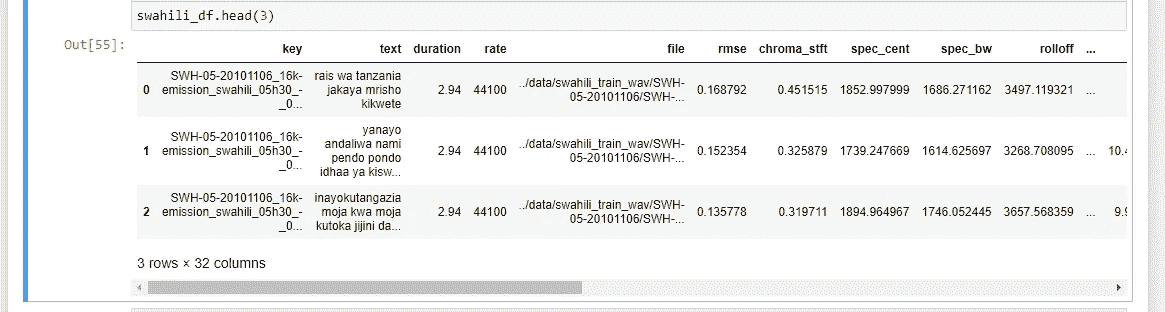 swahili_df.head(3)
Out[55]:
key text duration rate file rmse chroma_stft spec_cent spec_bw rolloff ...
0 SWH-05-20101106_16k-emission_swahili_05h30_-_0... rais wa tanzania jakaya mrisho kikwete 2.94 44100 ../data/swahili_train_wav/SWH-05-20101106/SWH-... 0.168792 0.451515 1852.997999 1686.271162 3497.119321 ...
1 SWH-05-20101106_16k-emission_swahili_05h30_-_0... yanayo andaliwa nami pendo pondo idhaa ya kisw... 2.94 44100 ../data/swahili_train_wav/SWH-05-20101106/SWH-... 0.152354 0.325879 1739.247669 1614.625697 3268.708095 ... 10.4
2 SWH-05-20101106_16k-emission_swahili_05h30_-_0... inayokutangazia moja kwa moja kutoka jijini da... 2.94 44100 ../data/swahili_train_wav/SWH-05-20101106/SWH-... 0.135778 0.319711 1894.964967 1746.052445 3657.568359 ... 9.9
3 rows × 32 columns